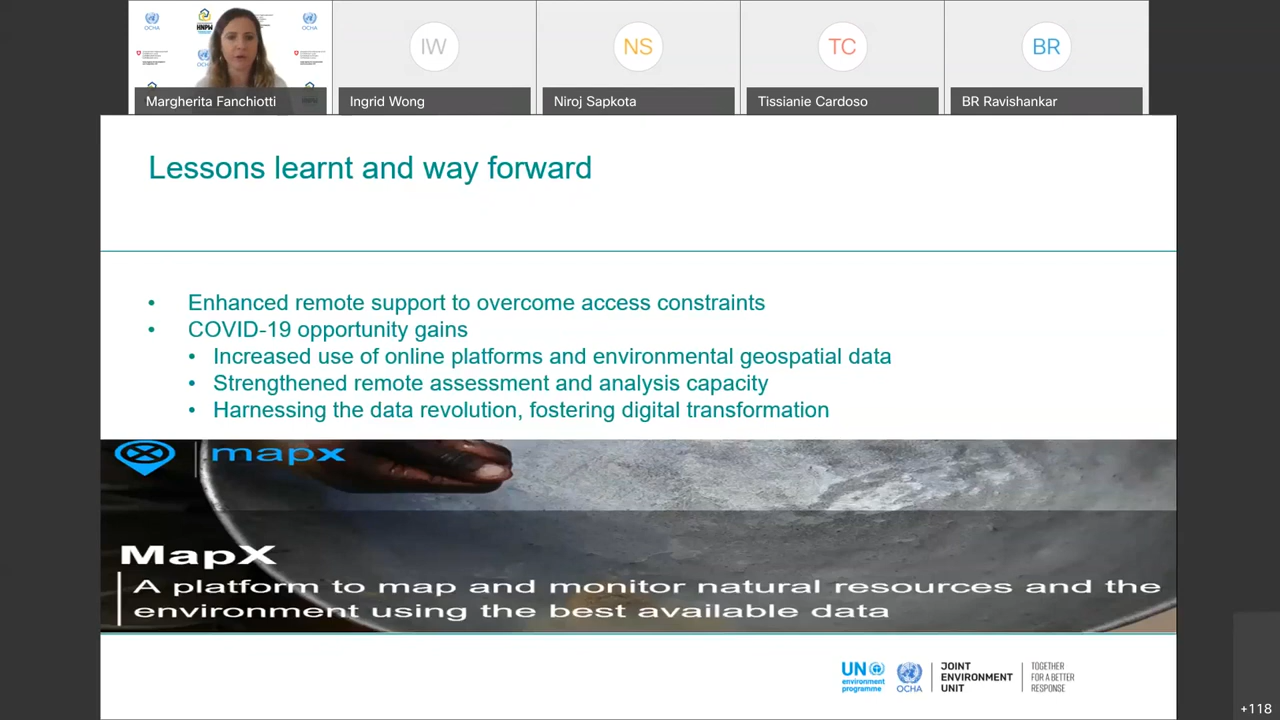 OCHA
HNPW
OCHA
IW
NS
TC
BR
Margherita Fanchiotti
Ingrid Wong
Niroj Sapkota
Tissianie Cardoso
BR Ravishankar
Lessons learnt and way forward
• Enhanced remote support to overcome access constraints
• COVID-19 opportunity gains
• Increased use of online platforms and environmental geospatial data
• Strengthened remote assessment and analysis capacity
• Harnessing the data revolution, fostering digital transformation
mapx
MapX
A platform to map and monitor natural resources and the
environment using the best available data
UN
environment
programme
OCHA
JOINT
ENVIRONMENT
UNIT
TOGETHER
FOR A BETTER
RESPONSE
+118